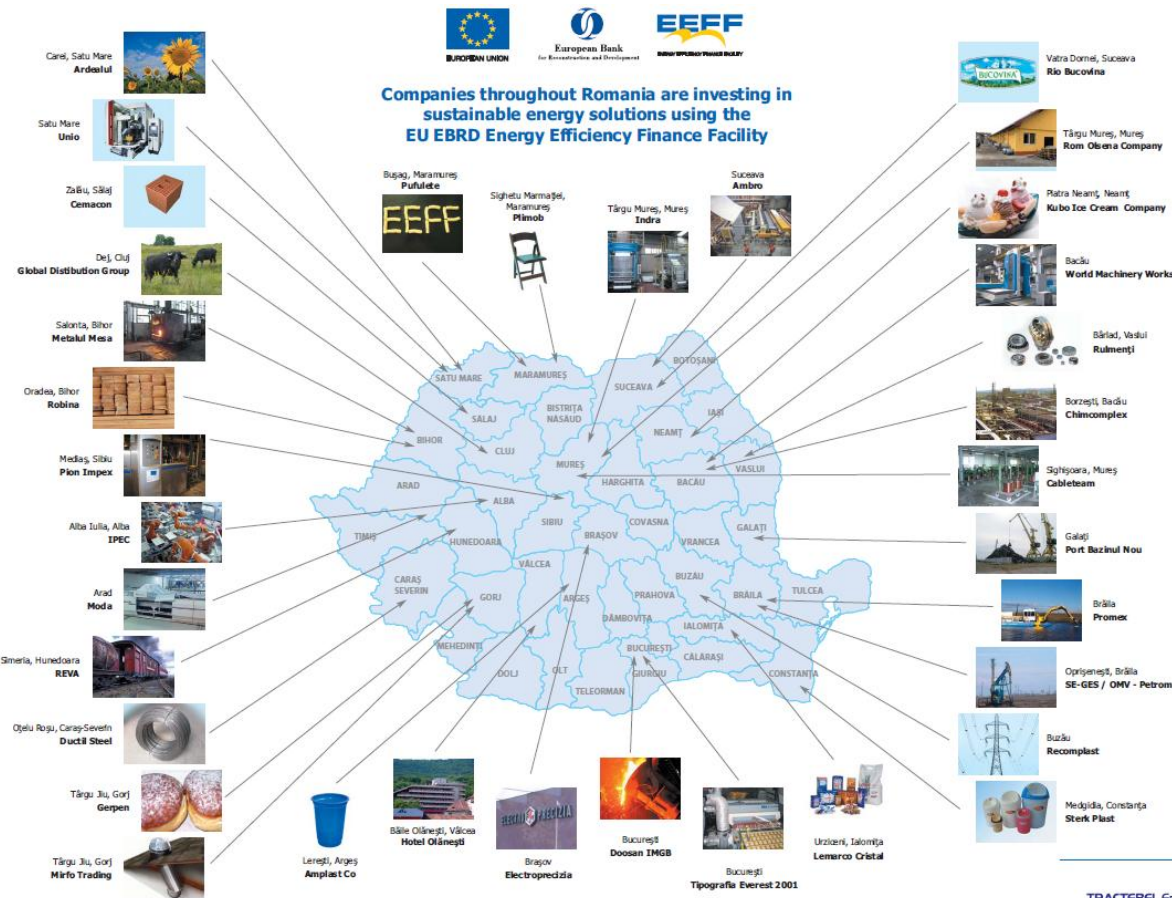 EUROPEAN UNION
European Bank
for Reconstruction and Development
EEFF
ENERGY EFFICIENCY FINANCE FACILITY
Companies throughout Romania are investing in
sustainable energy solutions using the
EU EBRD Energy Efficiency Finance Facility
Carei, Satu Mare
Ardealul
Satu Mare
Unio
Zalău, Sălaj
Cemacon
Dej, Cluj
Global Distibution Group
Salonta, Bihor
Metalul Mesa
Oradea, Bihor
Robina
Mediaş, Sibiu
Pion Impex
Alba Iulia, Alba
IPEC
Arad
Moda
Simeria, Hunedoara
REVA
Oţelu Roşu, Caraş-Severin
Ductil Steel
Târgu Jiu, Gorj
Gerpen
Târgu Jiu, Gorj
Mirfo Trading
Buşag, Maramureş
Pufulete
EEFF
Sighetu Marmaţiei,
Maramureş
Plimob
Târgu Mureş, Mureş
Indra
Suceava
Ambro
BUCOVINA
Vatra Dornei, Suceava
Rio Bucovina
Târgu Mureş, Mureş
Rom Olsena Company
Piatra Neamţ, Neamţ
Kubo Ice Cream Company
Bacău
World Machinery Works
Bârlad, Vaslui
Rulmenţi
Borzeşti, Bacău
Chimcomplex
Sighişoara, Mureş
Cableteam
Galaţi
Port Bazinul Nou
Brăila
Promex
Oprişeneşti, Brăila
SE-GES / OMV - Petrom
Buzău
Recomplast
Medgidia, Constanţa
Sterk Plast
SATU MARE
MARAMUREŞ
SUCEAVA
BOTOŞANI
SALAJ
BISTRIŢA
NASAUD
IAŞI
NEAMŢ
BIHOR
CLUJ
MUREŞ
HARGHITA
BACĂU
VASLUI
ARAD
ALBA
SIBIU
BRAŞOV
COVASNA
VRANCEA
GALAŢI
TIMIŞ
HUNEDOARA
VÂLCEA
CARAŞ
SEVERIN
GORJ
ARGEŞ
PRAHOVA
BUZĂU
BRĂILA
TULCEA
DÂMBOVIŢA
IALOMIŢA
MEHEDINTI
BUCUREŞTI
CĂLĂRAŞI
DOLJ
OLT
TELEORMAN
GIURGIU
CONSTANŢA
Lereşti, Argeş
Amplast Co
Băile Olăneşti, Vâlcea
Hotel Olăneşti
ELECTROPRECIZIA
Braşov
Electroprecizia
Bucureşti
Doosan IMGB
Bucureşti
Tipografia Everest 2001
Urziceni, Ialomiţa
Lemarco Cristal